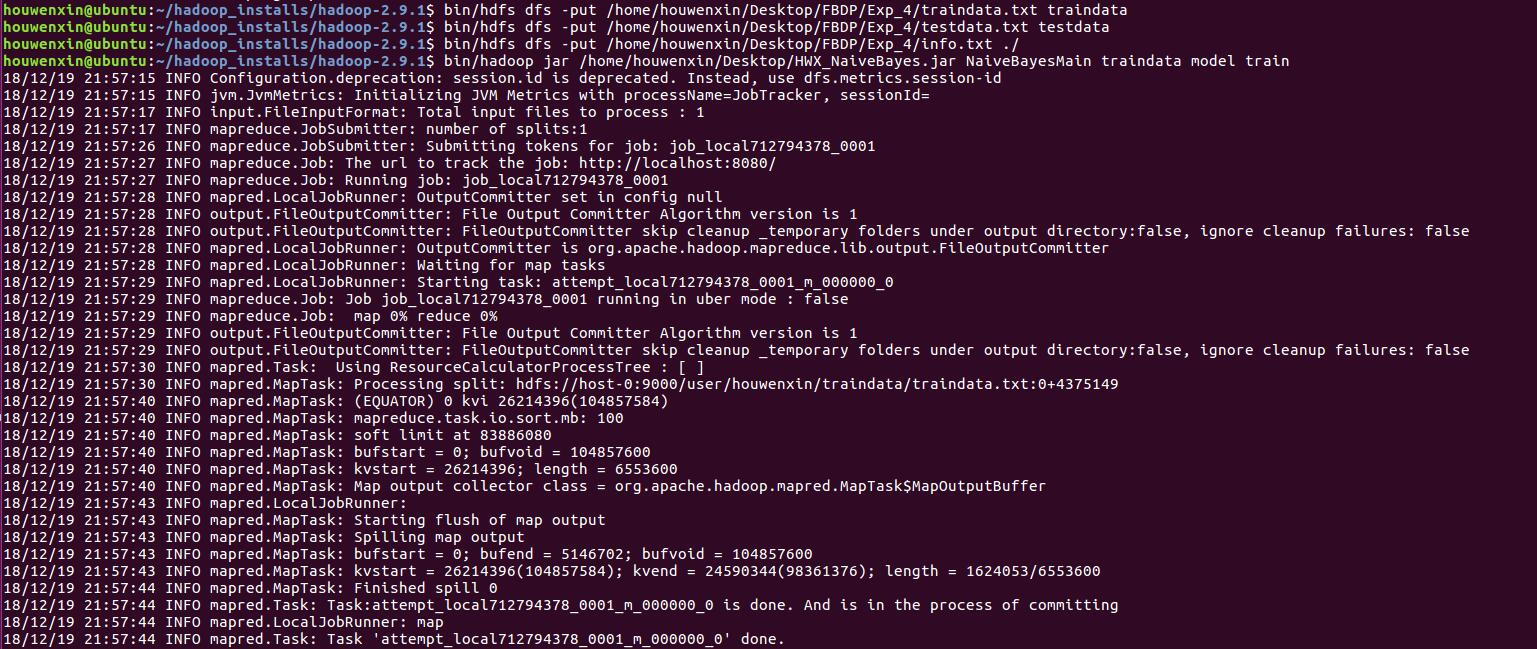 houwenxin@ubuntu:~/hadoop_installs/hadoop-2.9.1$ bin/hdfs dfs -put /home/houwenxin/Desktop/FBDP/Exp_4/traindata.txt traindata
houwenxin@ubuntu:~/hadoop_installs/hadoop-2.9.1$ bin/hdfs dfs -put /home/houwenxin/Desktop/FBDP/Exp_4/testdata.txt testdata
houwenxin@ubuntu:~/hadoop_installs/hadoop-2.9.1$ bin/hdfs dfs -put /home/houwenxin/Desktop/FBDP/Exp_4/info.txt ./
houwenxin@ubuntu:~/hadoop_installs/hadoop-2.9.1$ bin/hadoop jar /home/houwenxin/Desktop/HWX_NaiveBayes.jar NaiveBayesMain traindata model train
18/12/19 21:57:15 INFO Configuration.deprecation: session.id is deprecated. Instead, use dfs.metrics.session-id
18/12/19 21:57:15 INFO jvm.JvmMetrics: Initializing JVM Metrics with processName=JobTracker, sessionId=
18/12/19 21:57:17 INFO input.FileInputFormat: Total input files to process : 1
18/12/19 21:57:17 INFO mapreduce.JobSubmitter: number of splits:1
18/12/19 21:57:26 INFO mapreduce.JobSubmitter: Submitting tokens for job: job_local712794378_0001
18/12/19 21:57:27 INFO mapreduce.Job: The url to track the job: http://localhost:8080/
18/12/19 21:57:27 INFO mapreduce.Job: Running job: job_local712794378_0001
18/12/19 21:57:28 INFO mapred.LocalJobRunner: OutputCommitter set in config null
18/12/19 21:57:28 INFO output.FileOutputCommitter: File Output Committer Algorithm version is 1
18/12/19 21:57:28 INFO output.FileOutputCommitter: FileOutputCommitter skip cleanup _temporary folders under output directory:false, ignore cleanup failures: false
18/12/19 21:57:28 INFO mapred.LocalJobRunner: OutputCommitter is org.apache.hadoop.mapreduce.lib.output.FileOutputCommitter
18/12/19 21:57:28 INFO mapred.LocalJobRunner: Waiting for map tasks
18/12/19 21:57:28 INFO mapred.LocalJobRunner: Starting task: attempt_local712794378_0001_m_000000_0
18/12/19 21:57:29 INFO mapreduce.Job: Job job_local712794378_0001 running in uber mode : false
18/12/19 21:57:29 INFO mapreduce.Job:  map 0% reduce 0%
18/12/19 21:57:29 INFO output.FileOutputCommitter: File Output Committer Algorithm version is 1
18/12/19 21:57:29 INFO output.FileOutputCommitter: FileOutputCommitter skip cleanup _temporary folders under output directory:false, ignore cleanup failures: false
18/12/19 21:57:30 INFO mapred.Task:  Using ResourceCalculatorProcessTree : [ ]
18/12/19 21:57:30 INFO mapred.MapTask: Processing split: hdfs://host-0:9000/user/houwenxin/traindata/traindata.txt:0+4375149
18/12/19 21:57:40 INFO mapred.MapTask: (EQUATOR) 0 kvi 26214396(104857584)
18/12/19 21:57:40 INFO mapred.MapTask: mapreduce.task.io.sort.mb: 100
18/12/19 21:57:40 INFO mapred.MapTask: soft limit at 83886080
18/12/19 21:57:40 INFO mapred.MapTask: bufstart = 0; bufvoid = 104857600
18/12/19 21:57:40 INFO mapred.MapTask: kvstart = 26214396; length = 6553600
18/12/19 21:57:40 INFO mapred.MapTask: Map output collector class = org.apache.hadoop.mapred.MapTask$MapOutputBuffer
18/12/19 21:57:43 INFO mapred.LocalJobRunner:
18/12/19 21:57:43 INFO mapred.MapTask: Starting flush of map output
18/12/19 21:57:43 INFO mapred.MapTask: Spilling map output
18/12/19 21:57:43 INFO mapred.MapTask: bufstart = 0; bufend = 5146702; bufvoid = 104857600
18/12/19 21:57:43 INFO mapred.MapTask: kvstart = 26214396(104857584); kvend = 24590344(98361376); length = 1624053/6553600
18/12/19 21:57:44 INFO mapred.MapTask: Finished spill 0
18/12/19 21:57:44 INFO mapred.Task: Task:attempt_local712794378_0001_m_000000_0 is done. And is in the process of committing
18/12/19 21:57:44 INFO mapred.LocalJobRunner: map
18/12/19 21:57:44 INFO mapred.Task: Task 'attempt_local712794378_0001_m_000000_0' done.